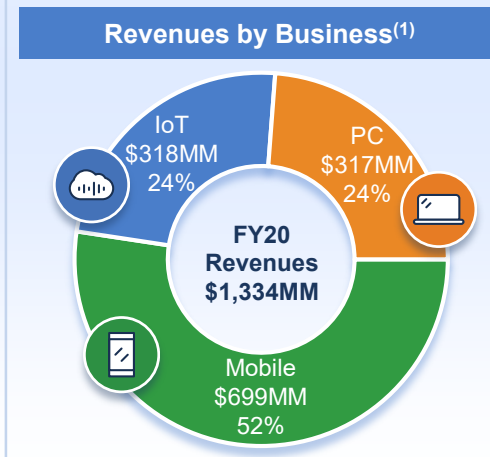 Revenues by Business(1)
IoT
$318MM
24%
PC
$317MM
24%
FY20
Revenues
$1,334MM
Mobile
$699MM
52%